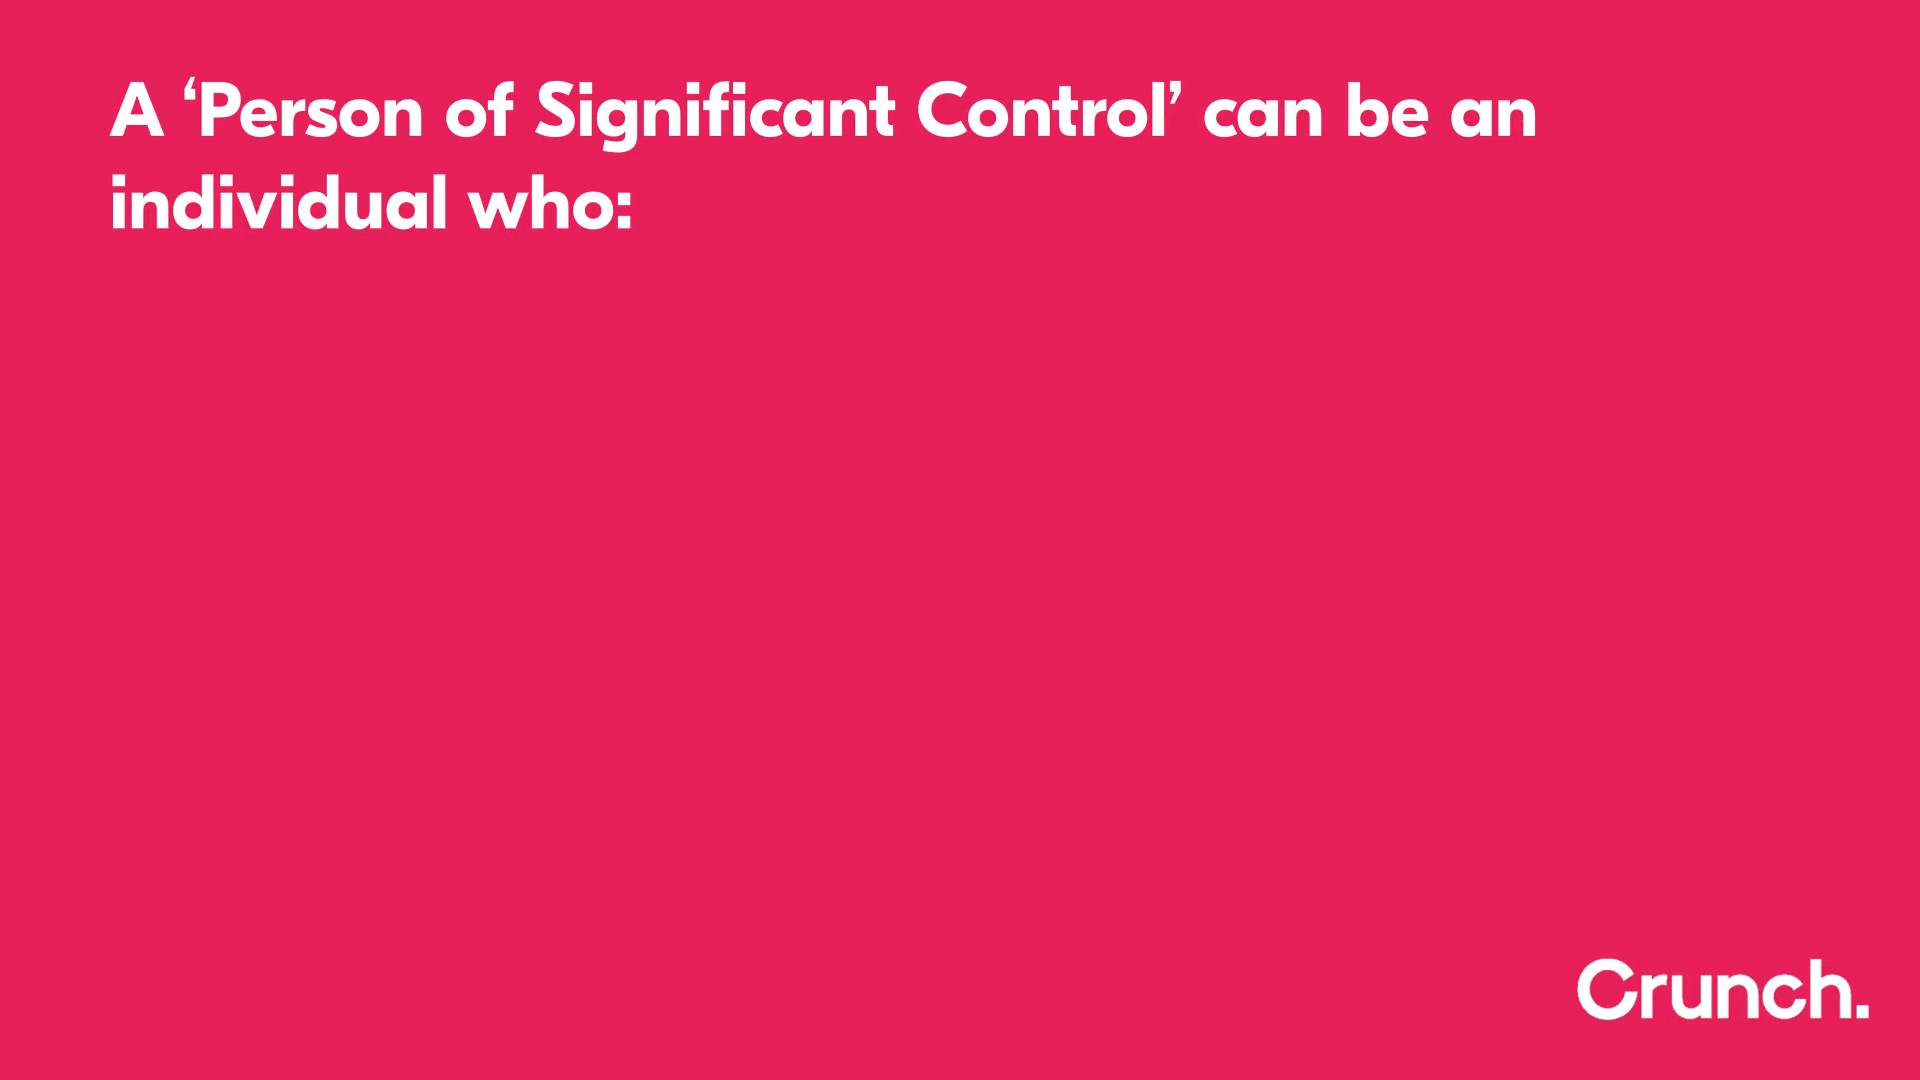 A ‘Person of Significant Control’ can be an
individual who:
Crunch.